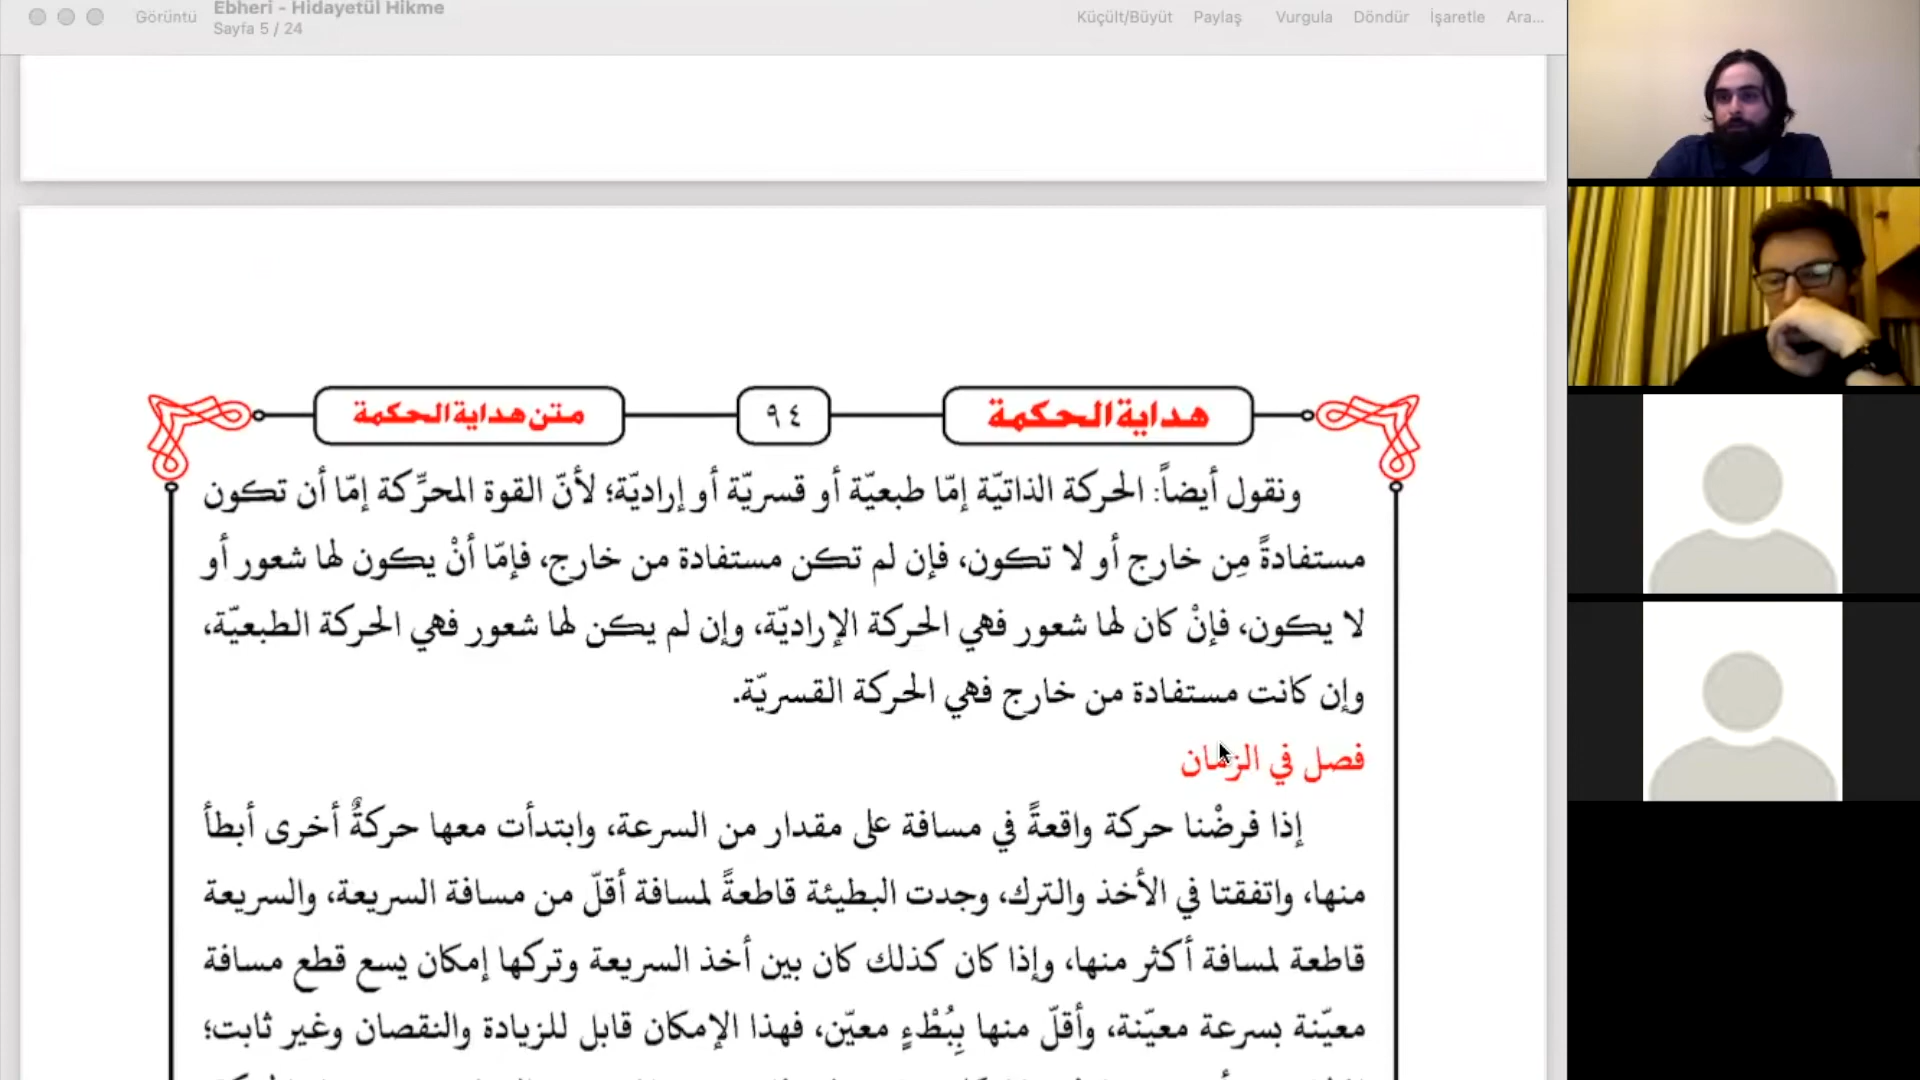 Görüntü
Ebherî - Hidayetül Hikme
Sayfa 5 / 24
Küçült/Büyüt Paylaş Vurgula Döndür İşaretle Ara...
هداية الحكمة
٩٤
متن هداية الحكمة
ونقول أيضاً: الحركة الذاتيّة إمّا طبعيّة أو قسريّة أو إراديّة؛ لأنّ القوة المحرِّكة إمّا أن تكون
مستفادةً مِن خارج أو لا تكون، فإن لم تكن مستفادة من خارج، فإمّا أنْ يكون لها شعور أو
لا يكون، فإنْ كان لها شعور فهي الحركة الإراديّة، وإن لم يكن لها شعور فهي الحركة الطبعيّة،
وإن كانت مستفادة من خارج فهي الحركة القسريّة.
فصل في الزمان
إذا فرضْنا حركة واقعةً في مسافة على مقدار من السرعة، وابتدأت معها حركةٌ أخرى أبطأ
منها، واتفقتا في الأخذ والترك، وجدت البطيئة قاطعةً لمسافة أقلّ من مسافة السريعة، والسريعة
قاطعة لمسافة أكثر منها، وإذا كان كذلك كان بين أخذ السريعة وتركها إمكان يسع قطع مسافة
معيّنة بسرعة معيّنة، وأقلّ منها بِبُطْءٍ معيّن، فهذا الإمكان قابل للزيادة والنقصان وغير ثابت؛